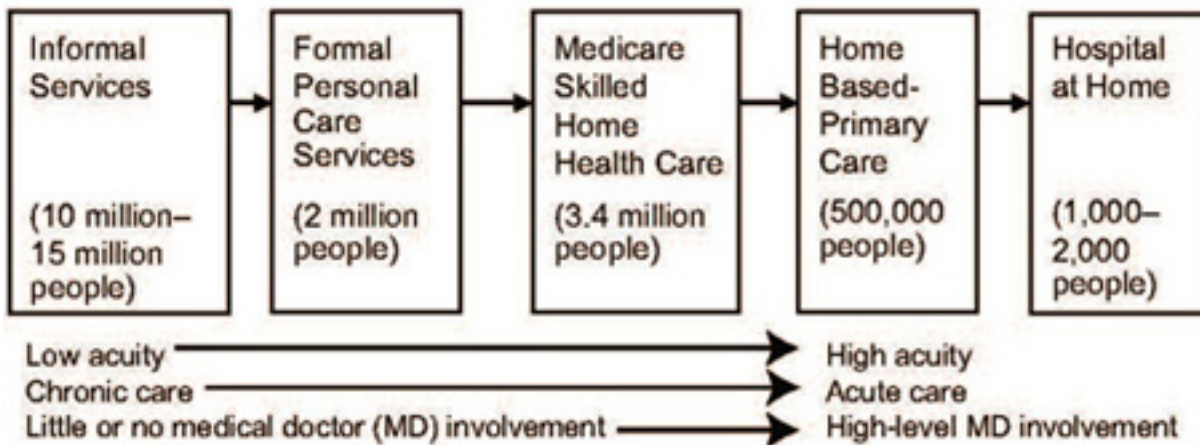 Informal
Services
(10 million–
15 million
people)
Formal
Personal
Care
Services
(2 million
people)
Medicare
Skilled
Home
Health Care
(3.4 million
people)
Home
Based-
Primary
Care
(500,000
people)
Hospital
at Home
(1,000–
2,000
people)
Low acuity
High acuity
Chronic care
Acute care
Little or no medical doctor (MD) involvement
High-level MD involvement